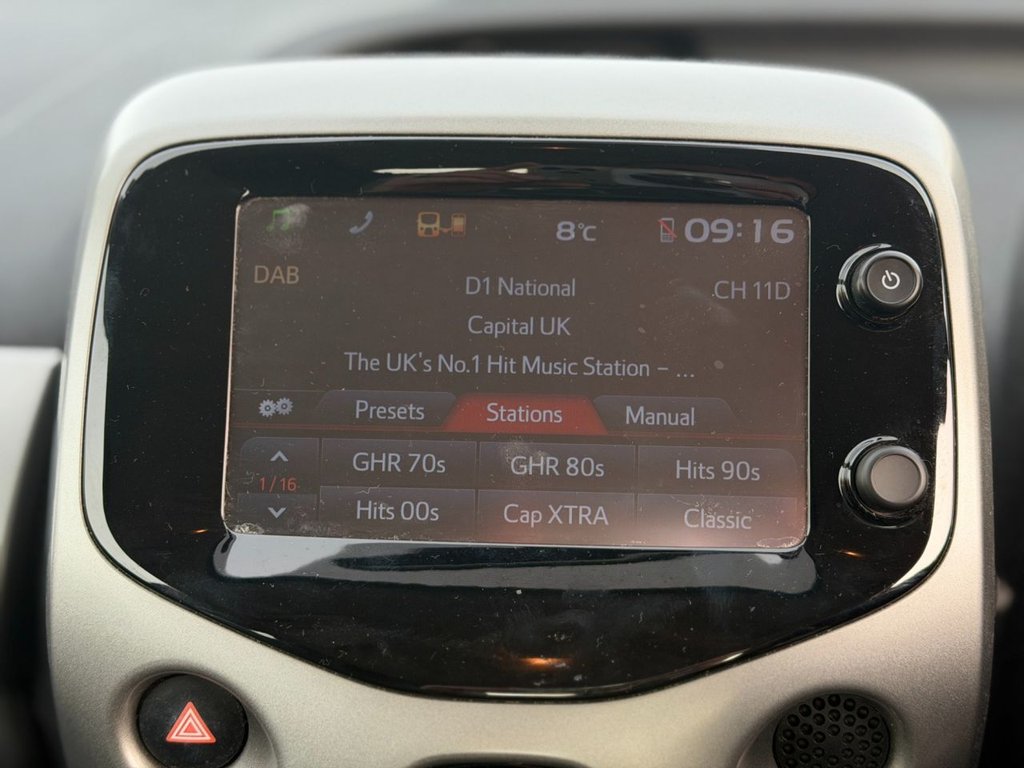 8°C 09:16
DAB D1 National CH 11D
Capital UK
The UK's No.1 Hit Music Station - ...
Presets Stations Manual
GHR 70s GHR 80s Hits 90s
1/16
Hits 00s Cap XTRA Classic